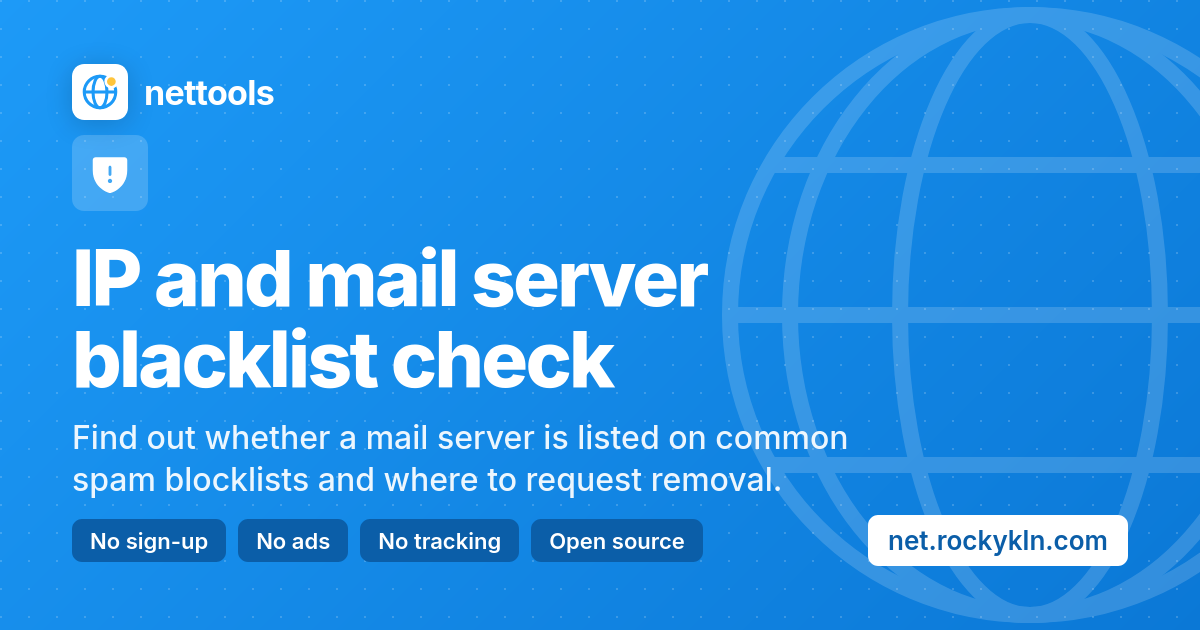 nettools
IP and mail server
blacklist check
Find out whether a mail server is listed on common
spam blocklists and where to request removal.
No sign-up
No ads
No tracking
Open source
net.rockykln.com